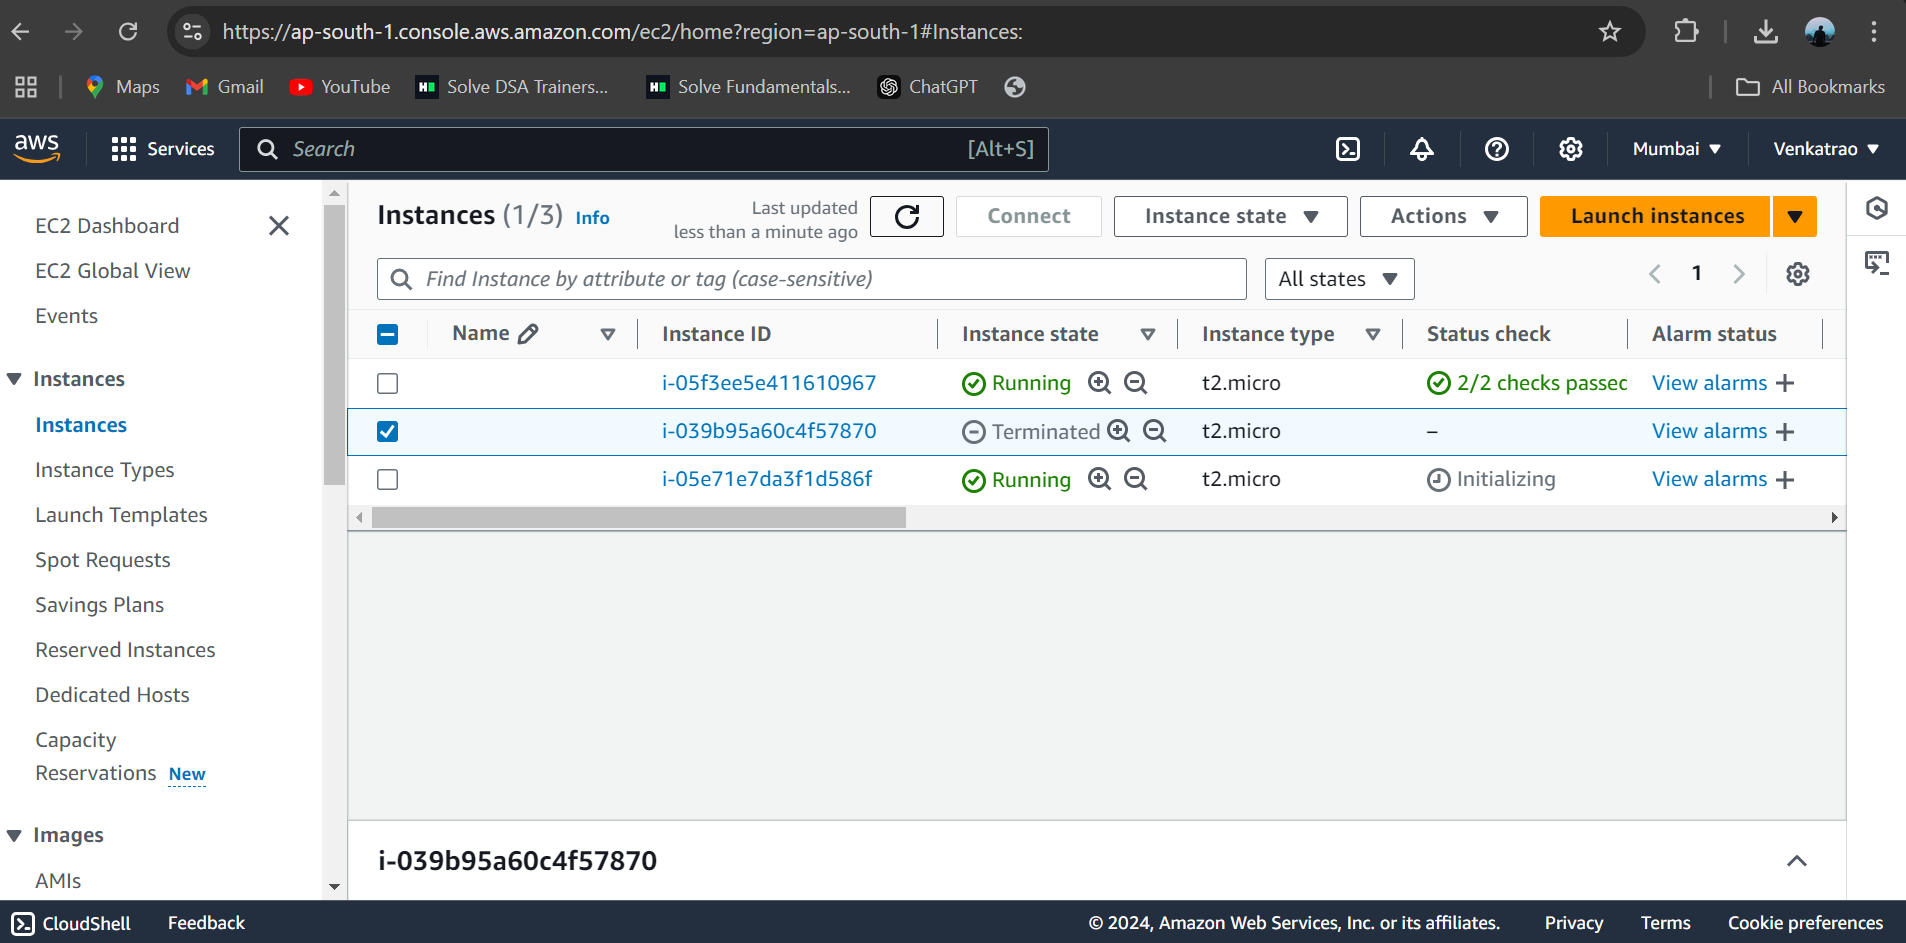 https://ap-south-1.console.aws.amazon.com/ec2/home?region=ap-south-1#Instances:
Maps Gmail YouTube Solve DSA Trainers... Solve Fundamentals... ChatGPT All Bookmarks
aws Services Search [Alt+S] Mumbai Venkatrao
EC2 Dashboard
EC2 Global View
Events
Instances
Instances
Instance Types
Launch Templates
Spot Requests
Savings Plans
Reserved Instances
Dedicated Hosts
Capacity
Reservations New
Images
AMIs
Instances (1/3) Info
Last updated
less than a minute ago
Connect Instance state Actions Launch instances
Find Instance by attribute or tag (case-sensitive) All states 1
Name Instance ID Instance state Instance type Status check Alarm status
i-05f3ee5e411610967 Running t2.micro 2/2 checks passec View alarms +
i-039b95a60c4f57870 Terminated t2.micro – View alarms +
i-05e71e7da3f1d586f Running t2.micro Initializing View alarms +
i-039b95a60c4f57870
CloudShell Feedback © 2024, Amazon Web Services, Inc. or its affiliates. Privacy Terms Cookie preferences